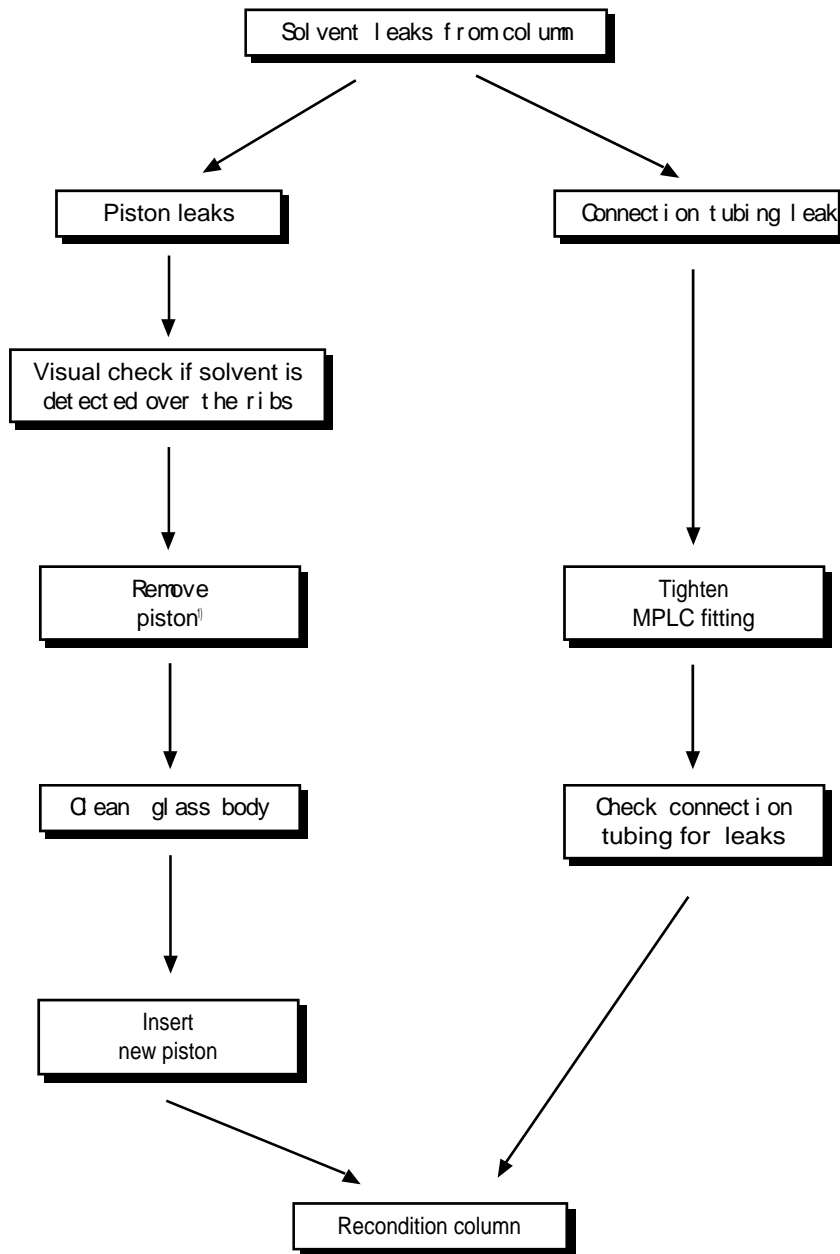 Solvent leaks from column
Piston leaks
Connection tubing leak
Visual check if solvent is
detected over the ribs
Remove
piston¹⁾
Tighten
MPLC fitting
Clean glass body
Check connection
tubing for leaks
Insert
new piston
Recondition column